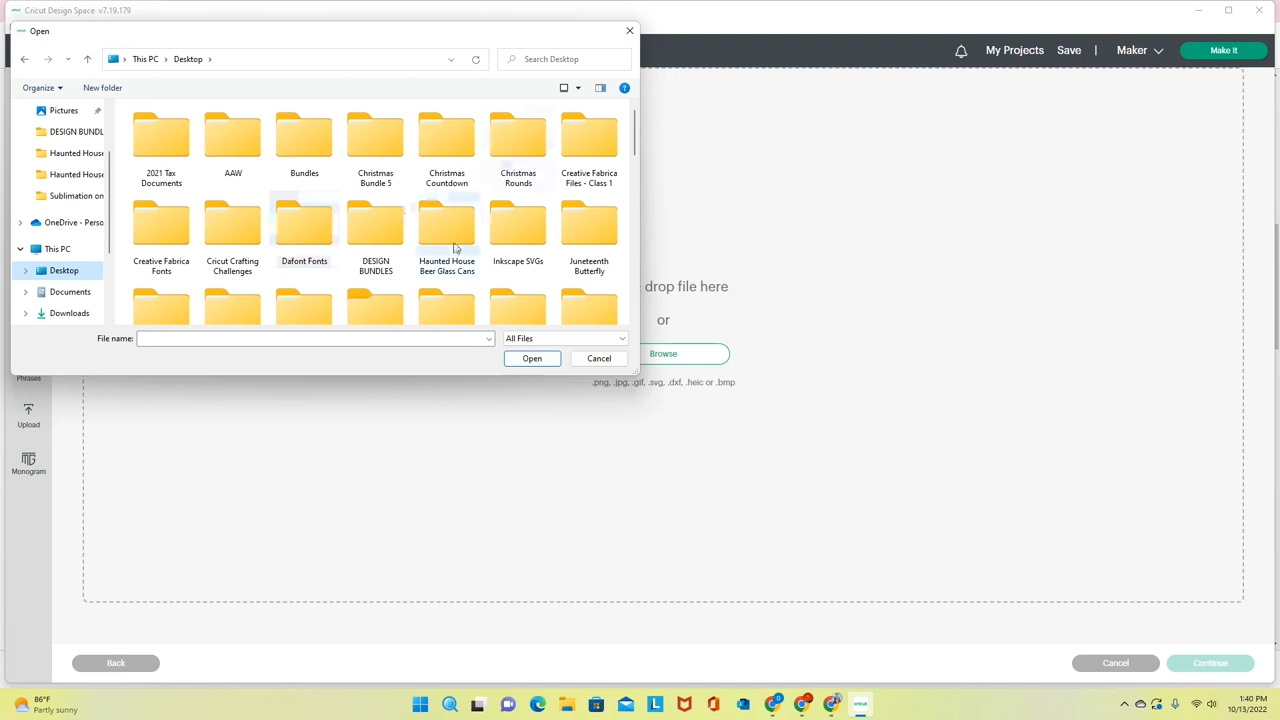 Cricut Design Space v7.19.179
Open
This PC
Desktop
Search Desktop
My Projects
Save
|
Maker
Make It
Organize
New folder
Pictures
DESIGN BUNDL
Haunted House
Haunted House
Sublimation on
OneDrive - Perso
This PC
Desktop
Documents
Downloads
2021 Tax
Documents
AAW
Bundles
Christmas
Bundle 5
Christmas
Countdown
Christmas
Rounds
Creative Fabrica
Files - Class 1
Creative Fabrica
Fonts
Cricut Crafting
Challenges
Dafont Fonts
DESIGN
BUNDLES
Haunted House
Beer Glass Cans
Inkscape SVGs
Juneteenth
Butterfly
File name:
All Files
Open
Cancel
drop file here
or
Browse
.png, .jpg, .gif, .svg, .dxf, .heic or .bmp
Phrases
Upload
Monogram
Back
Cancel
Continue
86°F
Partly sunny
cricut
1:40 PM
10/13/2022